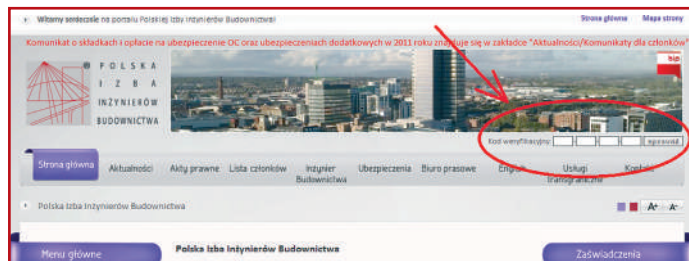 Witamy serdecznie na portalu Polskiej Izby Inżynierów Budownictwa!
Strona główna Mapa strony
Komunikat o składkach i opłacie na ubezpieczenie OC oraz ubezpieczeniach dodatkowych w 2011 roku znajduje się w zakładce "Aktualności/Komunikaty dla członków"
bip
POLSKA
IZBA
INŻYNIERÓW
BUDOWNICTWA
Kod weryfikacyjny - - - sprawdź
Strona główna Aktualności Akty prawne Lista członków Inżynier Budownictwa Ubezpieczenia Biuro prasowe English Usługi transgraniczne Kontakt
Polska Izba Inżynierów Budownictwa
A+ A-
Menu główne
Polska Izba Inżynierów Budownictwa
Zaświadczenia